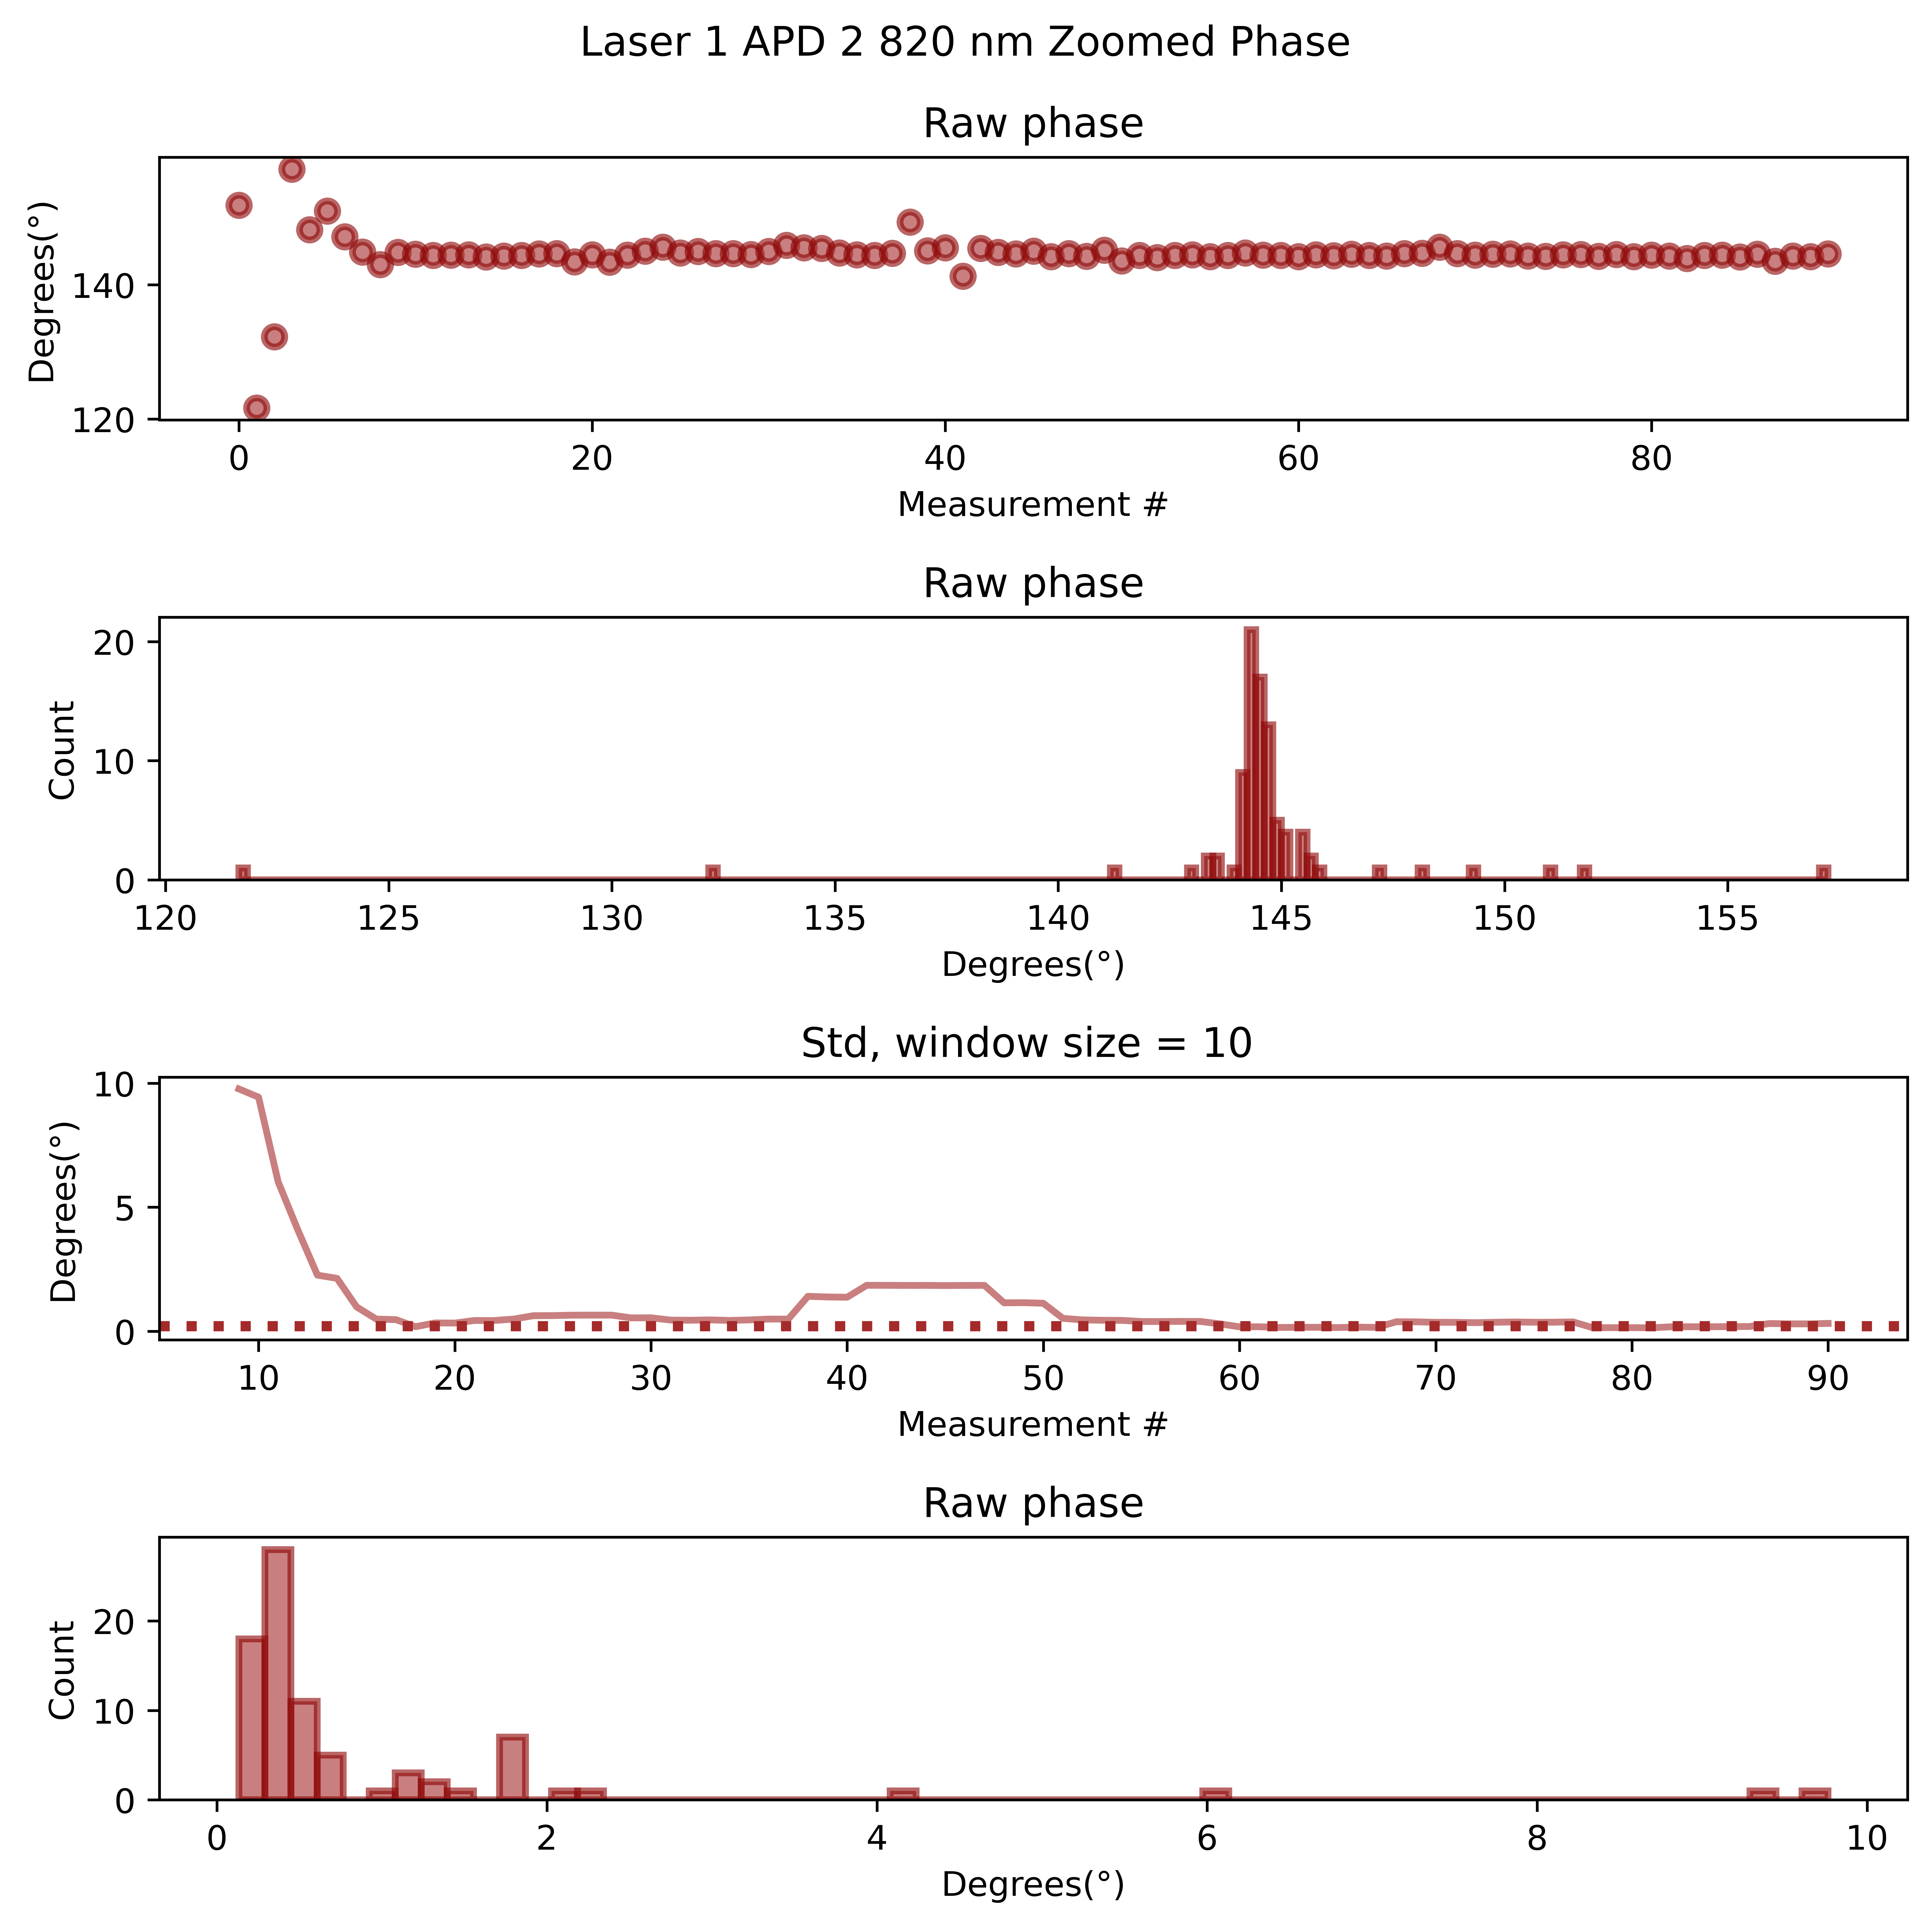 Laser 1 APD 2 820 nm Zoomed Phase
Raw phase
Degrees(°)
140
120
0 20 40 60 80
Measurement #
Raw phase
Count
20
10
0
120 125 130 135 140 145 150 155
Degrees(°)
Std, window size = 10
Degrees(°)
10
5
0
10 20 30 40 50 60 70 80 90
Measurement #
Raw phase
Count
20
10
0
0 2 4 6 8 10
Degrees(°)